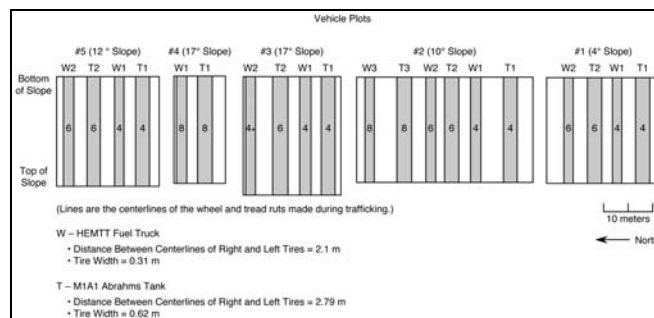 Vehicle Plots
#5 (12 ° Slope) #4 (17° Slope) #3 (17° Slope) #2 (10° Slope) #1 (4° Slope)
W2 T2 W1 T1 W1 T1 W2 T2 W1 T1 W3 T3 W2 T2 W1 T1 W2 T2 W1 T1
Bottom
of Slope
6 6 4 4 8 8 4+ 6 4 4 8 8 6 6 4 4 6 6 4 4
Top of
Slope
(Lines are the centerlines of the wheel and tread ruts made during trafficking.)
10 meters
W – HEMTT Fuel Truck
• Distance Between Centerlines of Right and Left Tires = 2.1 m
• Tire Width = 0.31 m
Nort
T – M1A1 Abrahms Tank
• Distance Between Centerlines of Right and Left Tires = 2.79 m
• Tire Width = 0.62 m